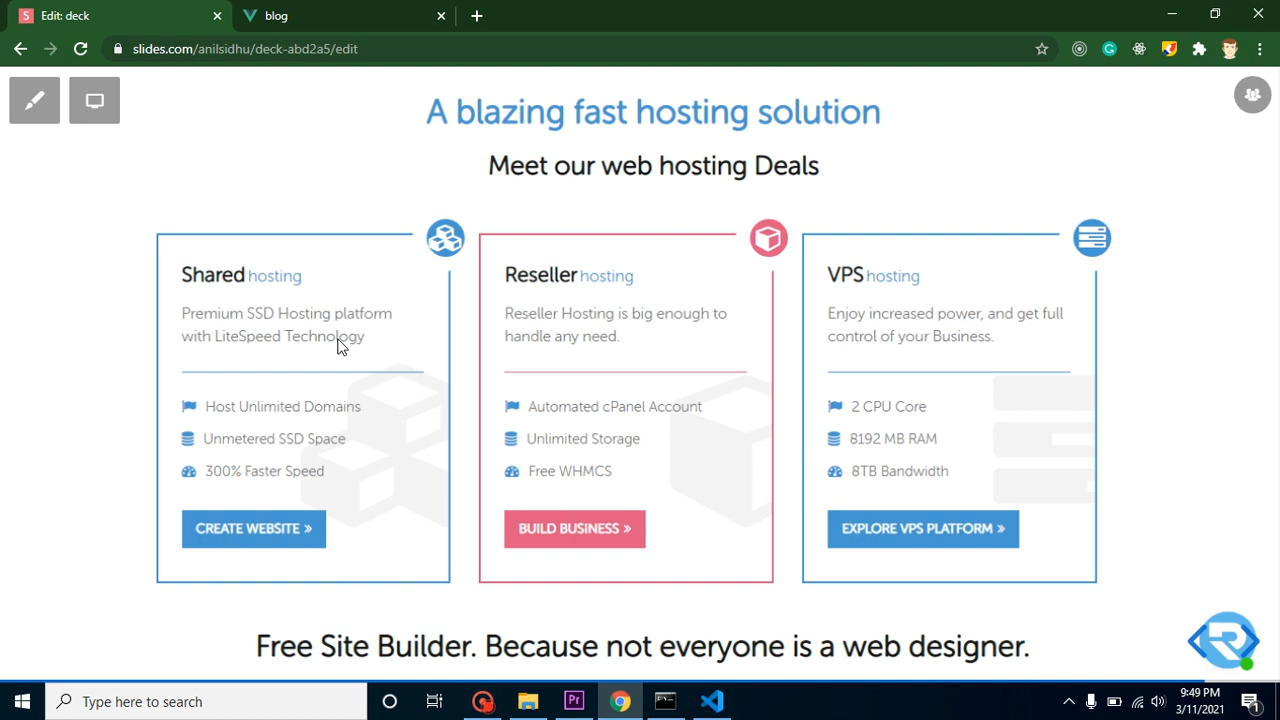 Edit: deck
blog
slides.com/anilsidhu/deck-abd2a5/edit
A blazing fast hosting solution
Meet our web hosting Deals
Shared hosting
Premium SSD Hosting platform
with LiteSpeed Technology
Host Unlimited Domains
Unmetered SSD Space
300% Faster Speed
CREATE WEBSITE »
Reseller hosting
Reseller Hosting is big enough to
handle any need.
Automated cPanel Account
Unlimited Storage
Free WHMCS
BUILD BUSINESS »
VPS hosting
Enjoy increased power, and get full
control of your Business.
2 CPU Core
8192 MB RAM
8TB Bandwidth
EXPLORE VPS PLATFORM »
Free Site Builder. Because not everyone is a web designer.
Type here to search
Pr
9:49 PM
3/11/2021
1